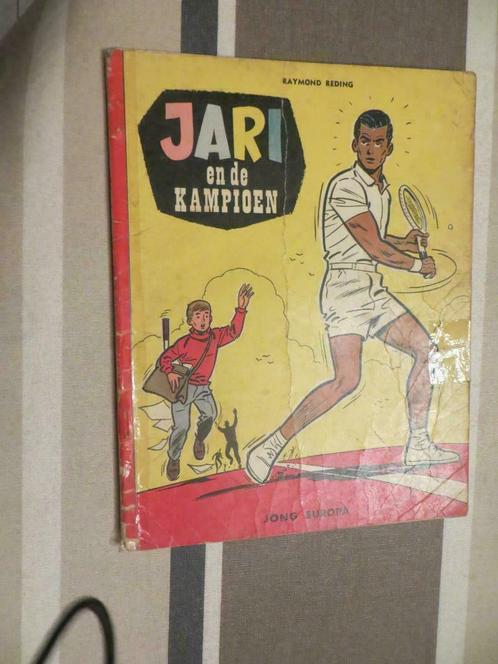 RAYMOND REDING
JARI
en de
KAMPIOEN
JONG EUROPA